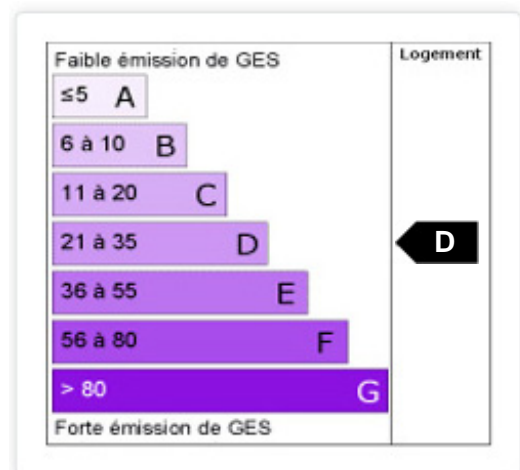 Faible émission de GES
Logement
≤5 A
6 à 10 B
11 à 20 C
21 à 35 D
D
36 à 55 E
56 à 80 F
> 80 G
Forte émission de GES